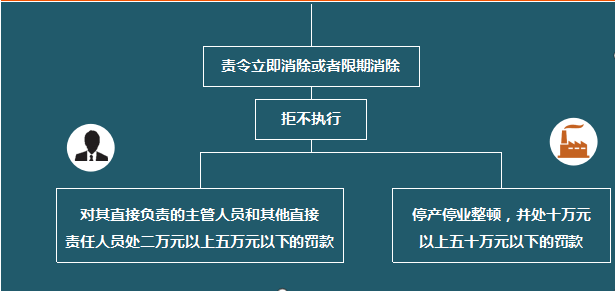 责令立即消除或者限期消除
拒不执行
对其直接负责的主管人员和其他直接
责任人员处二万元以上五万元以下的罚款
停产停业整顿，并处十万元
以上五十万元以下的罚款